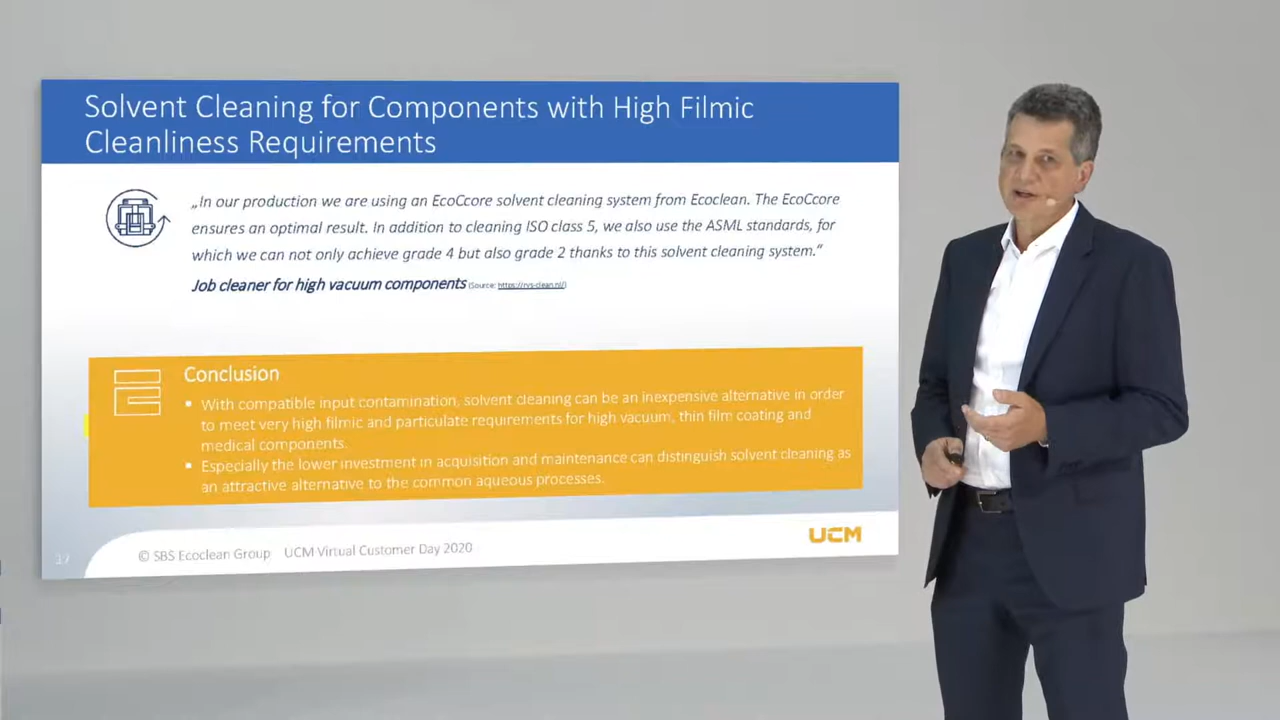 Solvent Cleaning for Components with High Filmic
Cleanliness Requirements
„In our production we are using an EcoCcore solvent cleaning system from Ecoclean. The EcoCcore
ensures an optimal result. In addition to cleaning ISO class 5, we also use the ASML standards, for
which we can not only achieve grade 4 but also grade 2 thanks to this solvent cleaning system.“
Job cleaner for high vacuum components (Source: https://rvs-clean.nl/)
Conclusion
▪ With compatible input contamination, solvent cleaning can be an inexpensive alternative in order
to meet very high filmic and particulate requirements for high vacuum, thin film coating and
medical components.
▪ Especially the lower investment in acquisition and maintenance can distinguish solvent cleaning as
an attractive alternative to the common aqueous processes.
17 © SBS Ecoclean Group UCM Virtual Customer Day 2020 UCM